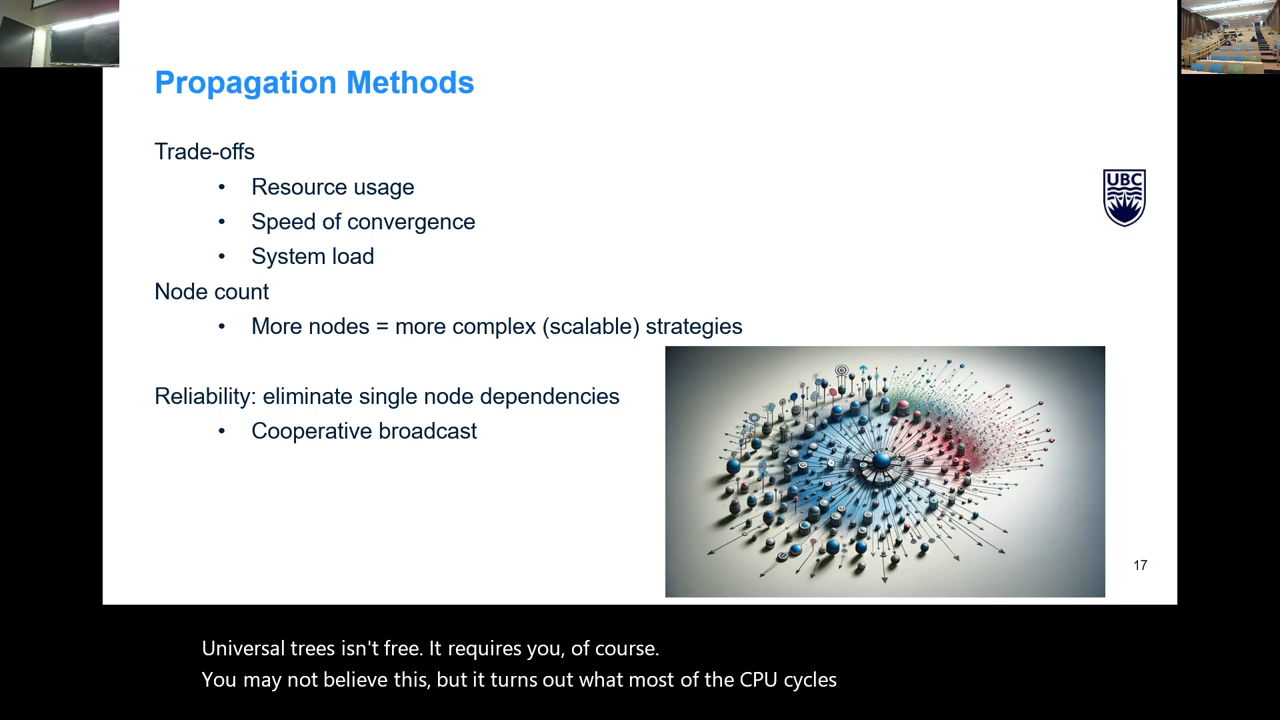 Propagation Methods
Trade-offs
• Resource usage
• Speed of convergence
• System load
UBC
Node count
• More nodes = more complex (scalable) strategies
Reliability: eliminate single node dependencies
• Cooperative broadcast
17
Universal trees isn't free. It requires you, of course.
You may not believe this, but it turns out what most of the CPU cycles